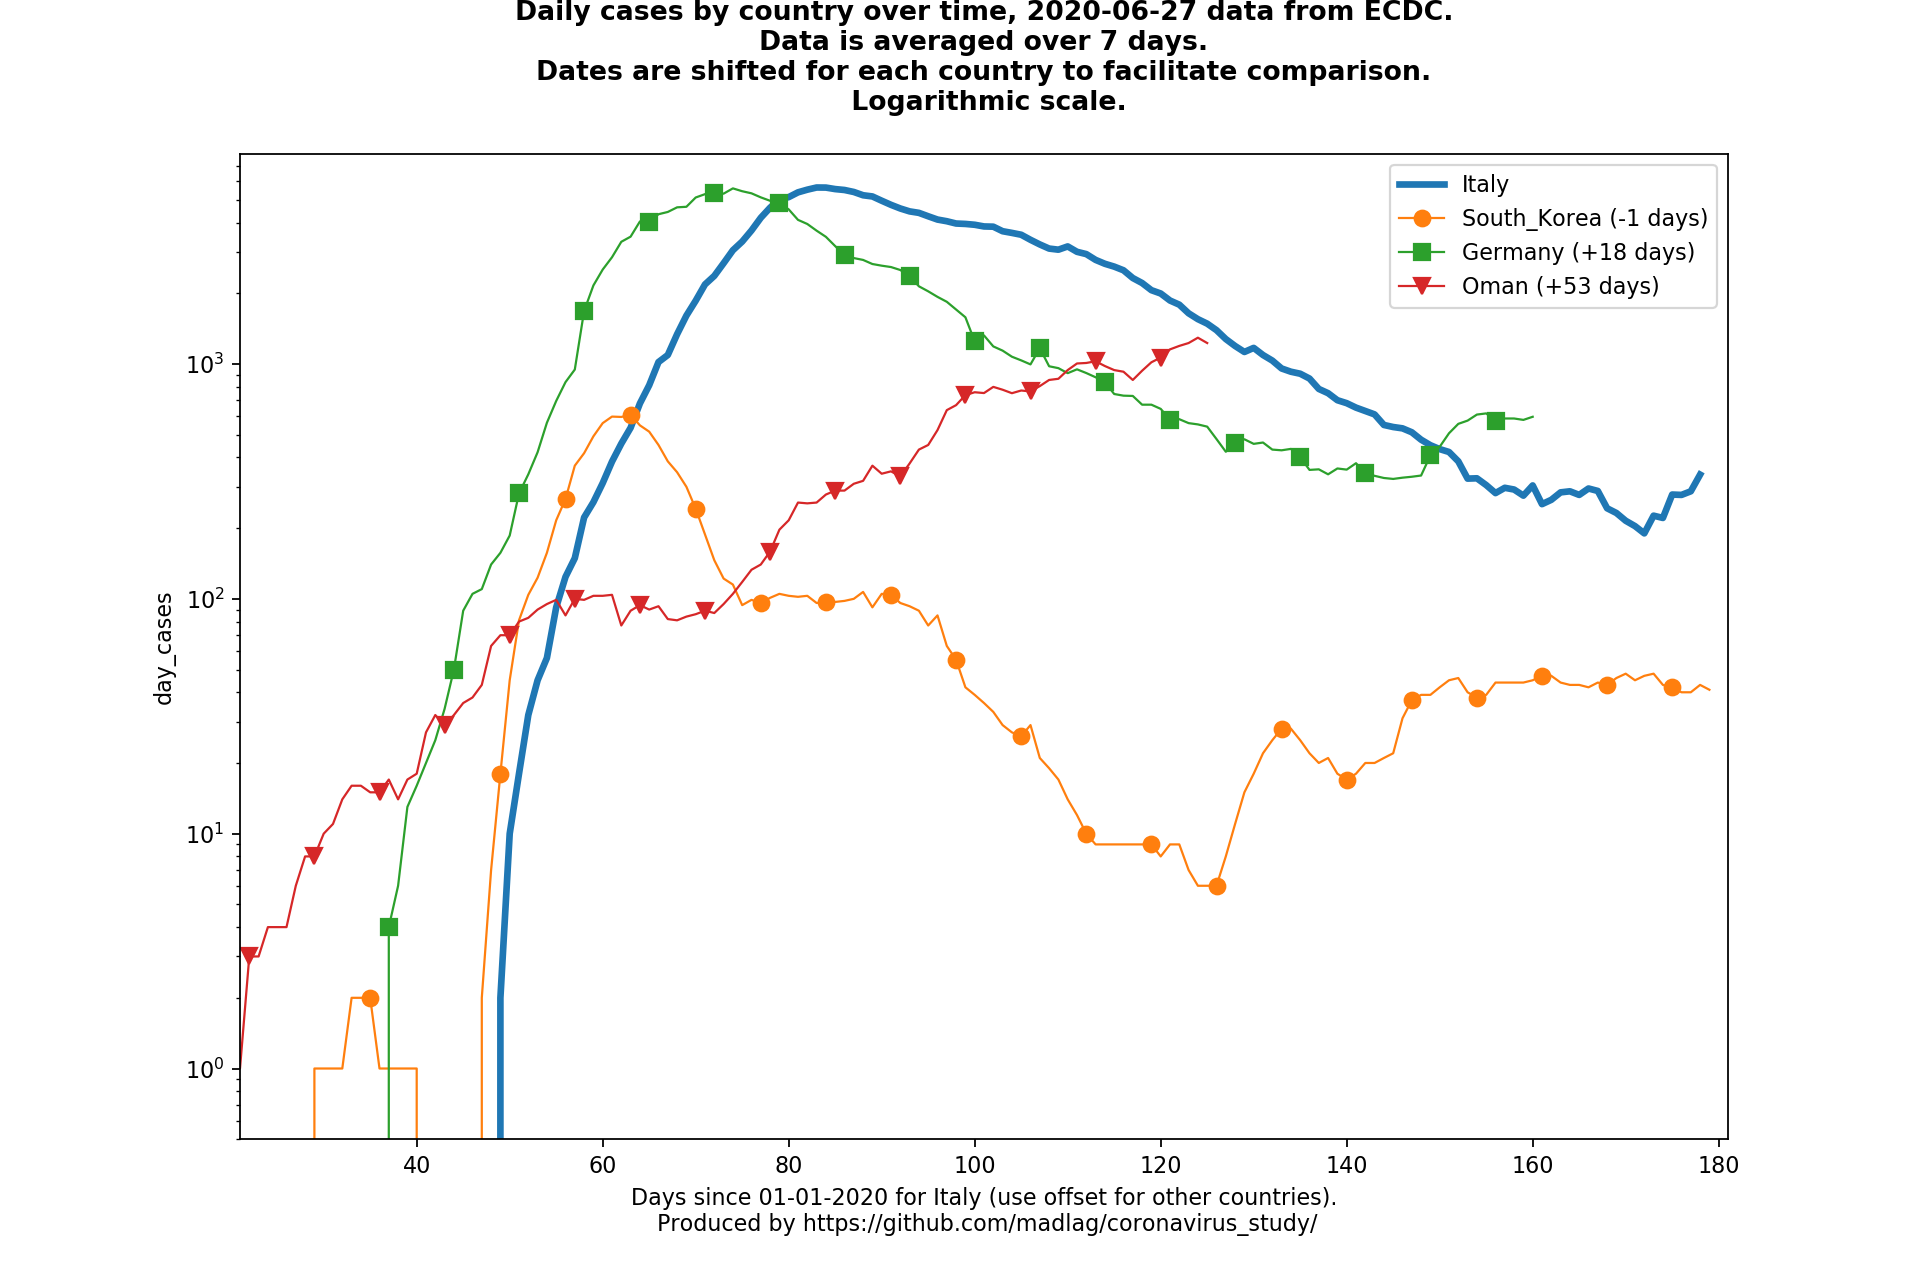 Daily cases by country over time, 2020-06-27 data from ECDC.
Data is averaged over 7 days.
Dates are shifted for each country to facilitate comparison.
Logarithmic scale.
Italy
South_Korea (-1 days)
Germany (+18 days)
Oman (+53 days)
day_cases
10³
10²
10¹
10⁰
40 60 80 100 120 140 160 180
Days since 01-01-2020 for Italy (use offset for other countries).
Produced by https://github.com/madlag/coronavirus_study/